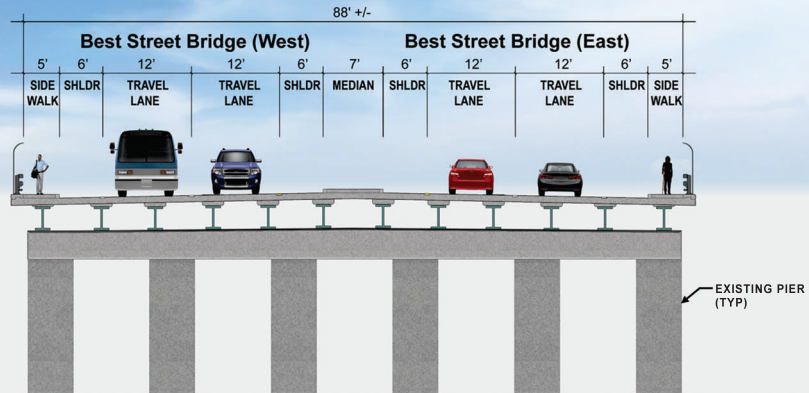 88' +/-
Best Street Bridge (West)
Best Street Bridge (East)
5' 6' 12' 12' 6' 7' 6' 12' 12' 6' 5'
SIDE SHLDR TRAVEL TRAVEL SHLDR MEDIAN SHLDR TRAVEL TRAVEL SHLDR SIDE
WALK LANE LANE LANE LANE WALK
EXISTING PIER
(TYP)